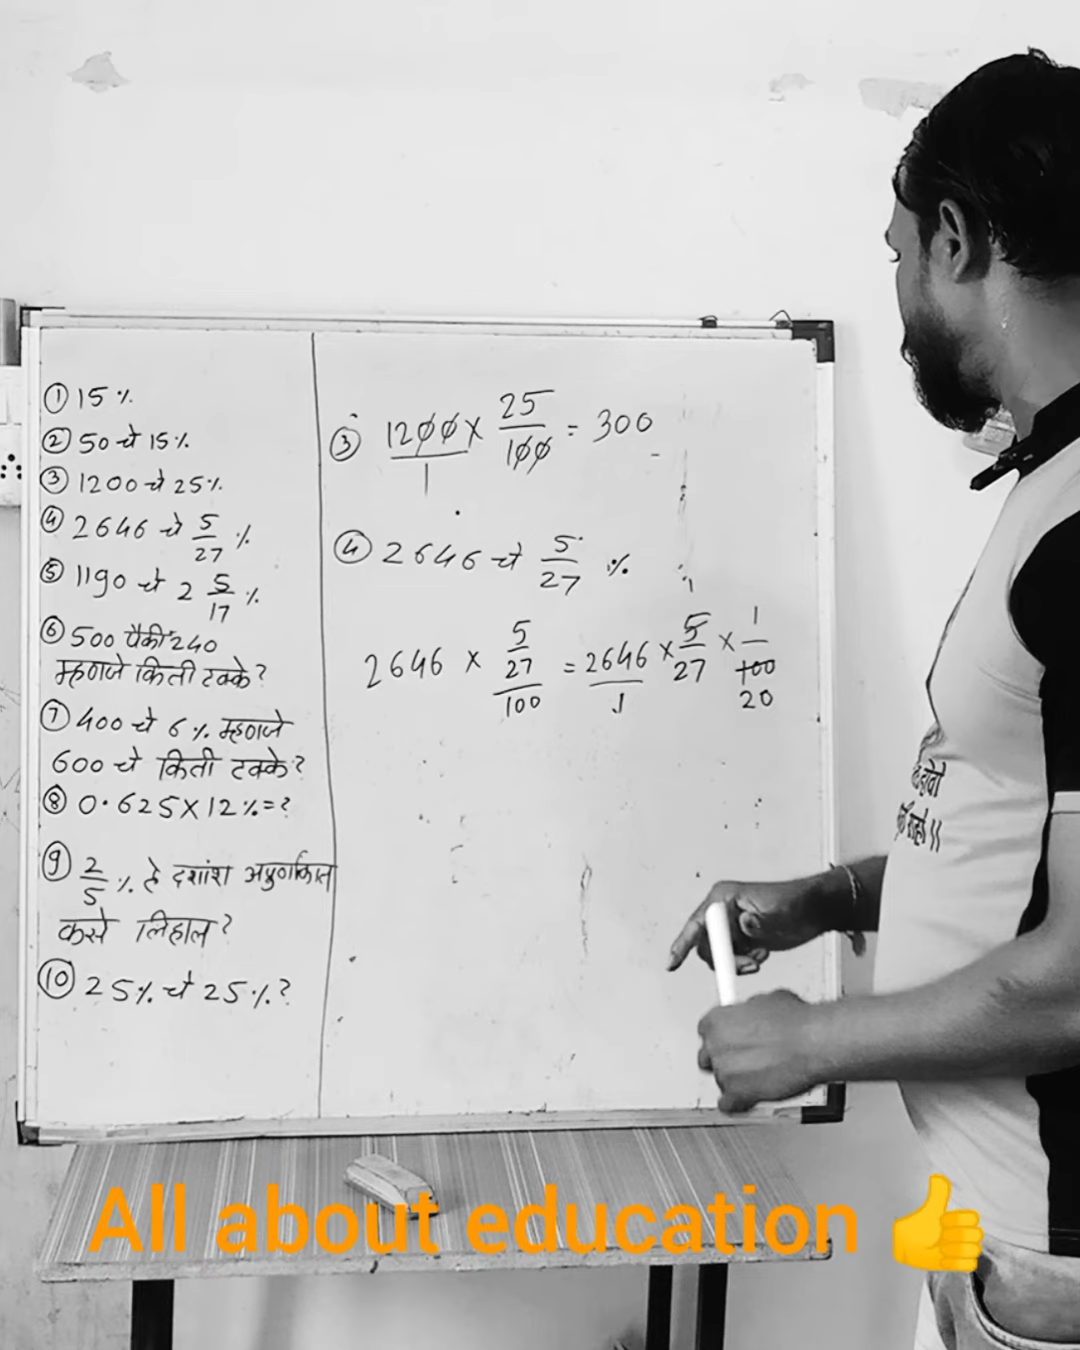 ① 15%
② 50 चे 15%
③ 1200 चे 25%
④ 2646 चे 5/27 %
⑤ 1190 चे 2 5/17 %
⑥ 500 पैकी 240
म्हणजे किती टक्के?
⑦ 400 चे 6% म्हणजे
600 चे किती टक्के?
⑧ 0.625×12%=?
⑨ 2/5 % हे दशांश अपुर्णांकात
कसे लिहाल?
⑩ 25% चे 25%?
③ 1200/1 × 25/100 = 300
④ 2646 चे 5/27 %
2646 × 5/27/100 = 2646/1 × 5/27 × 1/100
20
All about education 👍